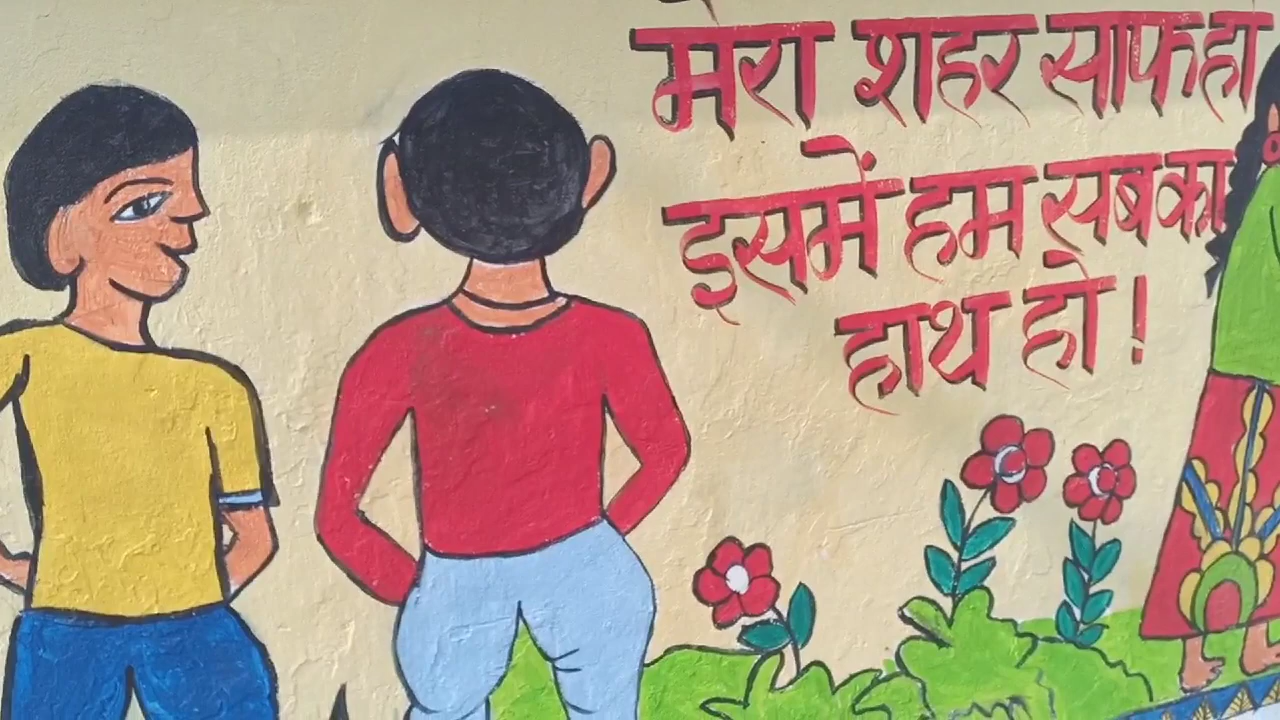 मेरा शहर साफ हो
इसमें हम सबका
हाथ हो!